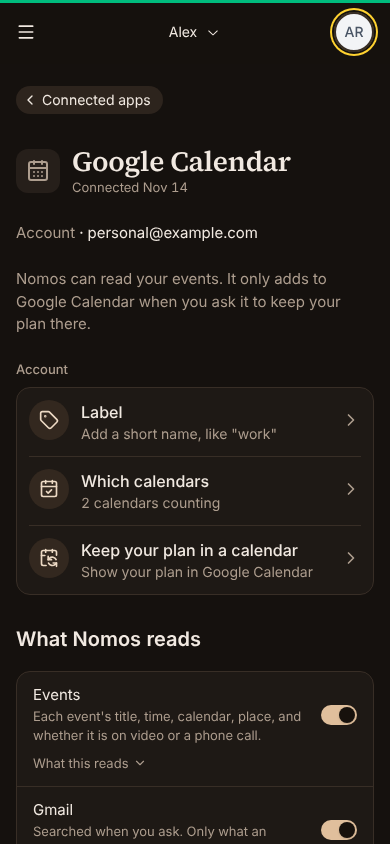 Alex
AR
Connected apps
Google Calendar
Connected Nov 14
Account · personal@example.com
Nomos can read your events. It only adds to
Google Calendar when you ask it to keep your
plan there.
Account
Label
Add a short name, like "work"
Which calendars
2 calendars counting
Keep your plan in a calendar
Show your plan in Google Calendar
What Nomos reads
Events
Each event's title, time, calendar, place, and
whether it is on video or a phone call.
What this reads
Gmail
Searched when you ask. Only what an